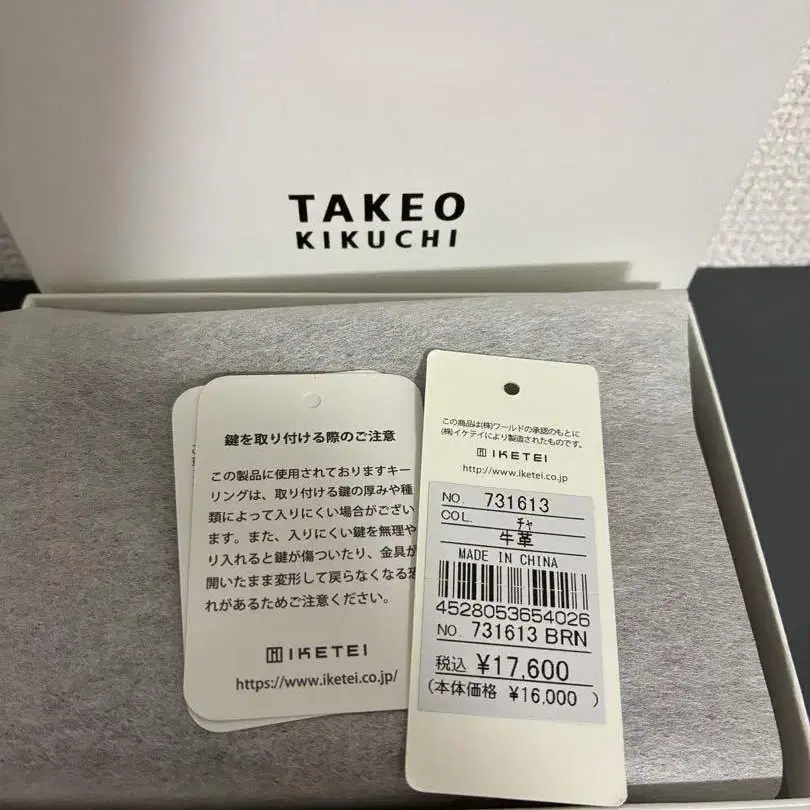 TAKEO
KIKUCHI
鍵を取り付ける際のご注意
この製品に使用されておりますキー
リングは、取り付ける鍵の厚みや種
類によって入りにくい場合がござい
ます。また、入りにくい鍵を無理や
り入れると鍵が傷ついたり、金具が
開いたまま変形して戻らなくなる恐
れがあるためご注意ください。
IKETEI
https://www.iketei.co.jp/
この商品は(株)ワールドの承認のもとに
(株)イケテイにより製造されたものです。
IKETEI
http://www.iketei.co.jp
NO. 731613
COL. チャ
牛革
MADE IN CHINA
4528053654026
NO. 731613 BRN
税込 ¥17,600
(本体価格 ¥16,000 )